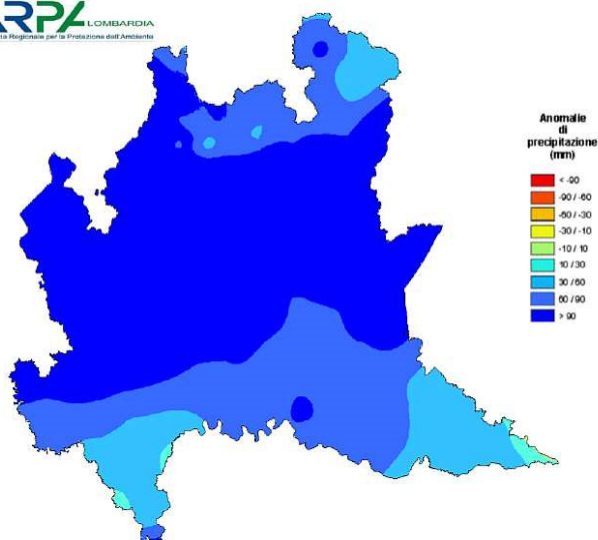 ARPA LOMBARDIA
Regionale per la Protezione dell'Ambiente
Anomalie
di
precipitazione
(mm)
< -90
-90 / -60
-60 / -30
-30 / -10
-10 / 10
10 / 30
30 / 60
60 / 90
> 90